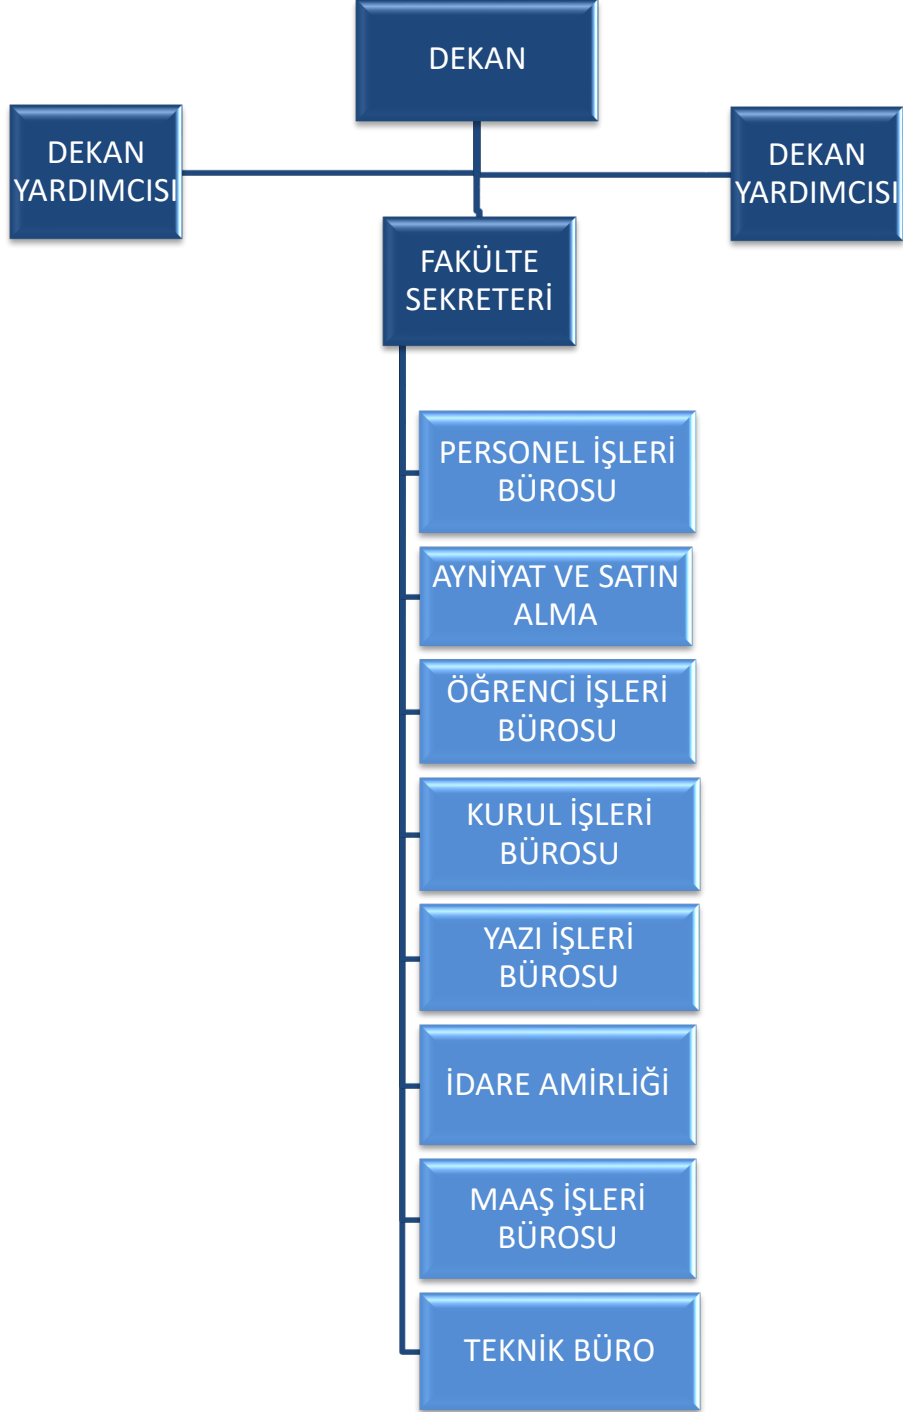 DEKAN
DEKAN
YARDIMCISI
DEKAN
YARDIMCISI
FAKÜLTE
SEKRETERİ
PERSONEL İŞLERİ
BÜROSU
AYNİYAT VE SATIN
ALMA
ÖĞRENCİ İŞLERİ
BÜROSU
KURUL İŞLERİ
BÜROSU
YAZI İŞLERİ
BÜROSU
İDARE AMİRLİĞİ
MAAŞ İŞLERİ
BÜROSU
TEKNİK BÜRO